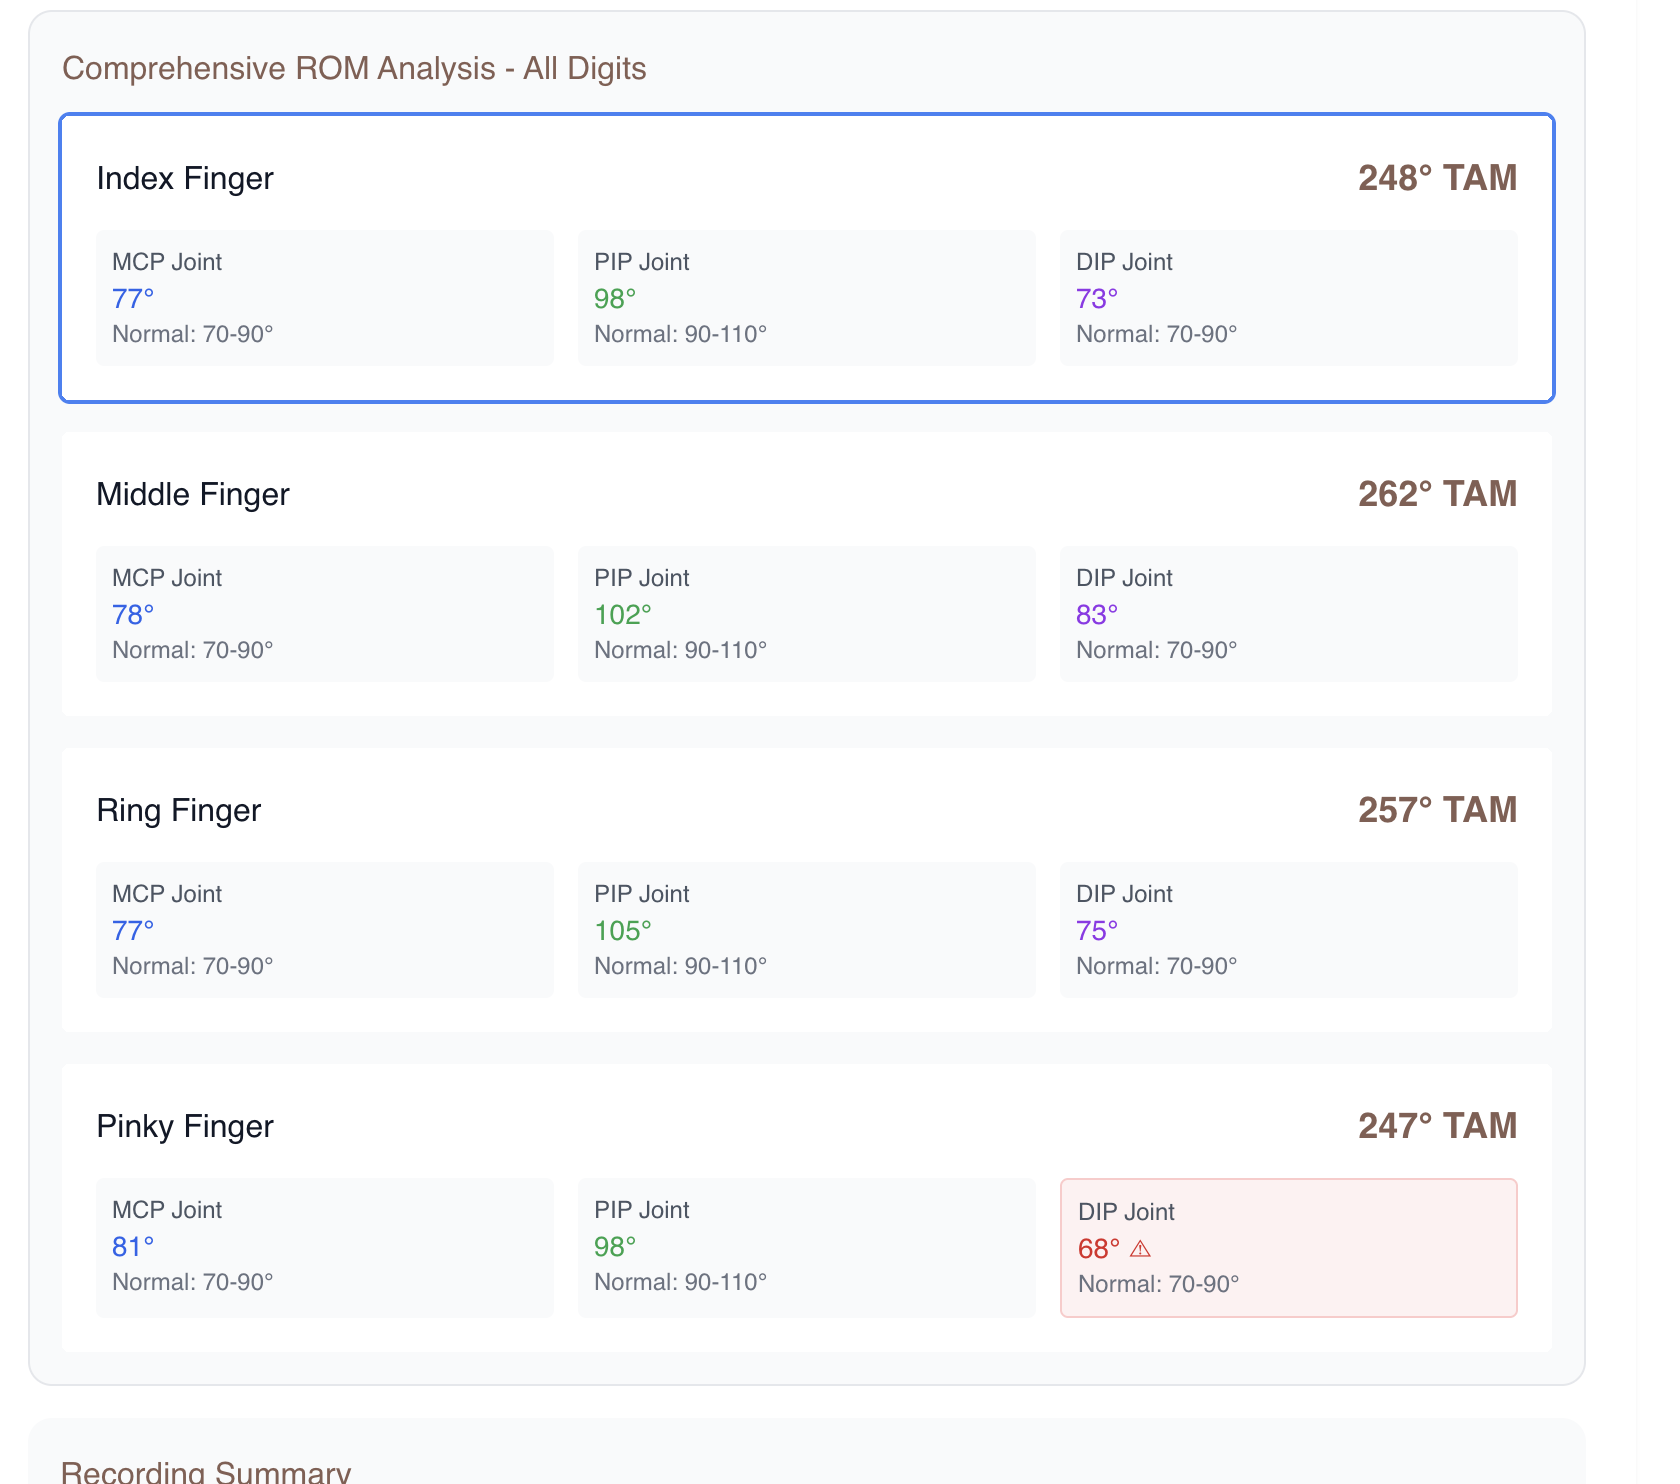 Comprehensive ROM Analysis - All Digits
Index Finger
248° TAM
MCP Joint
77°
Normal: 70-90°
PIP Joint
98°
Normal: 90-110°
DIP Joint
73°
Normal: 70-90°
Middle Finger
262° TAM
MCP Joint
78°
Normal: 70-90°
PIP Joint
102°
Normal: 90-110°
DIP Joint
83°
Normal: 70-90°
Ring Finger
257° TAM
MCP Joint
77°
Normal: 70-90°
PIP Joint
105°
Normal: 90-110°
DIP Joint
75°
Normal: 70-90°
Pinky Finger
247° TAM
MCP Joint
81°
Normal: 70-90°
PIP Joint
98°
Normal: 90-110°
DIP Joint
68° ⚠
Normal: 70-90°
Recording Summary